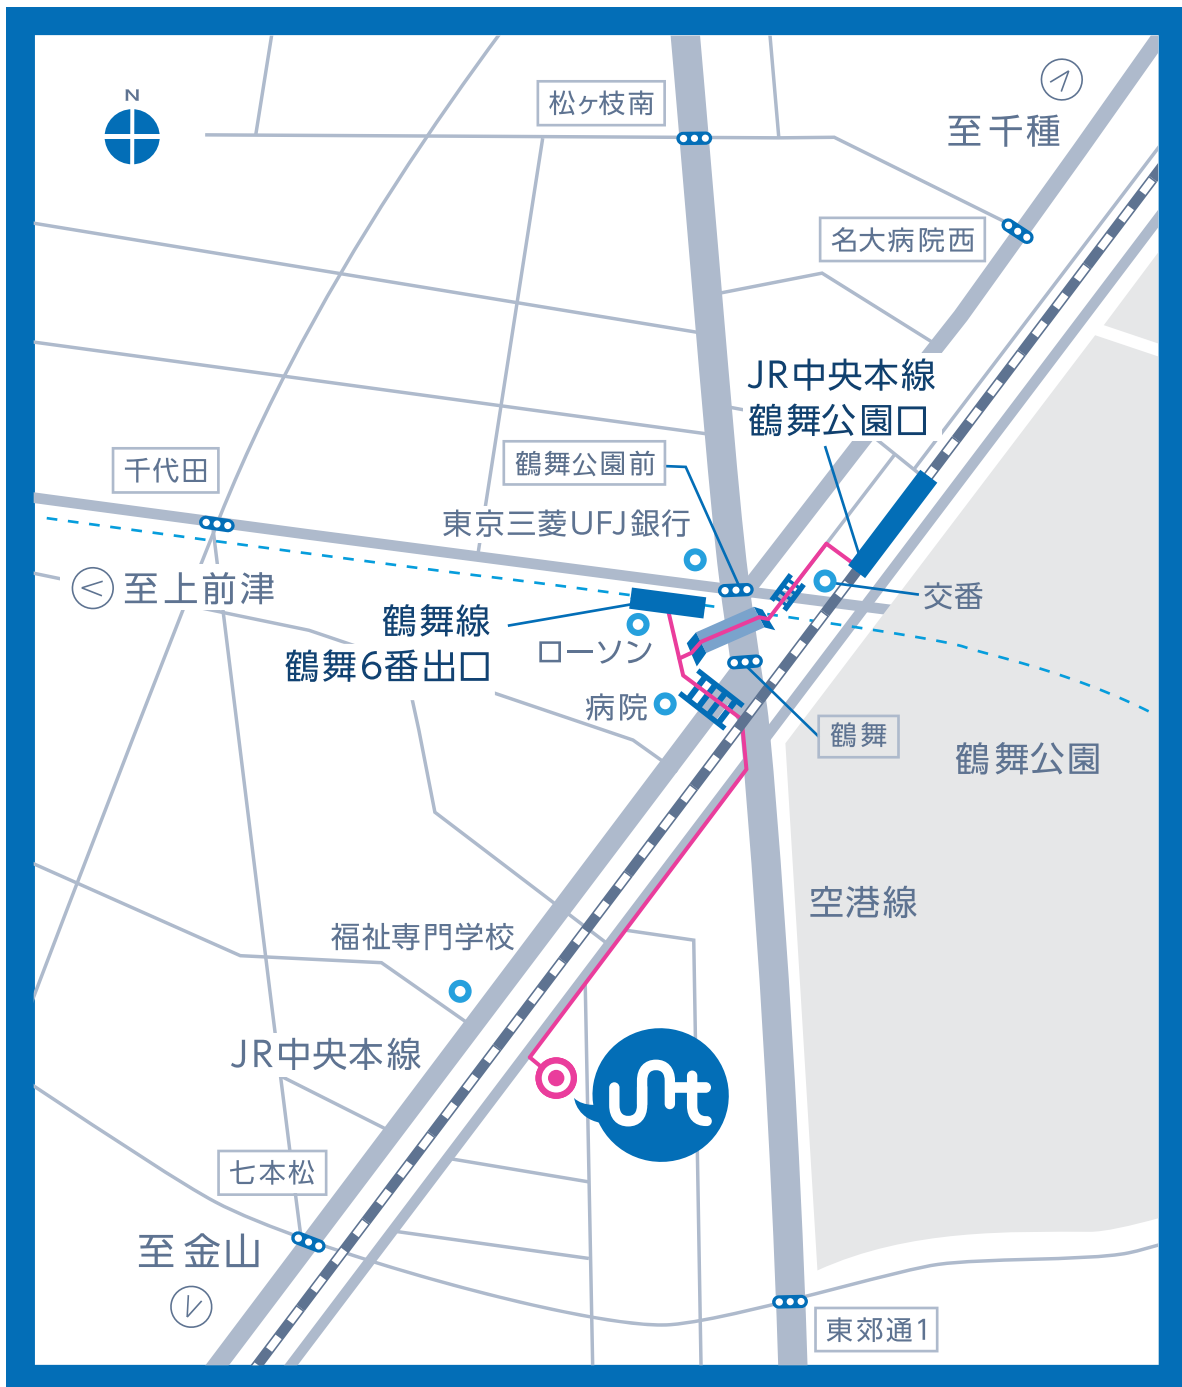 N
松ヶ枝南
至千種
名大病院西
JR中央本線
鶴舞公園口
千代田
鶴舞公園前
東京三菱UFJ銀行
至上前津
交番
鶴舞線
鶴舞6番出口
ローソン
病院
鶴舞
鶴舞公園
空港線
福祉専門学校
JR中央本線
unt
七本松
至金山
東郊通1